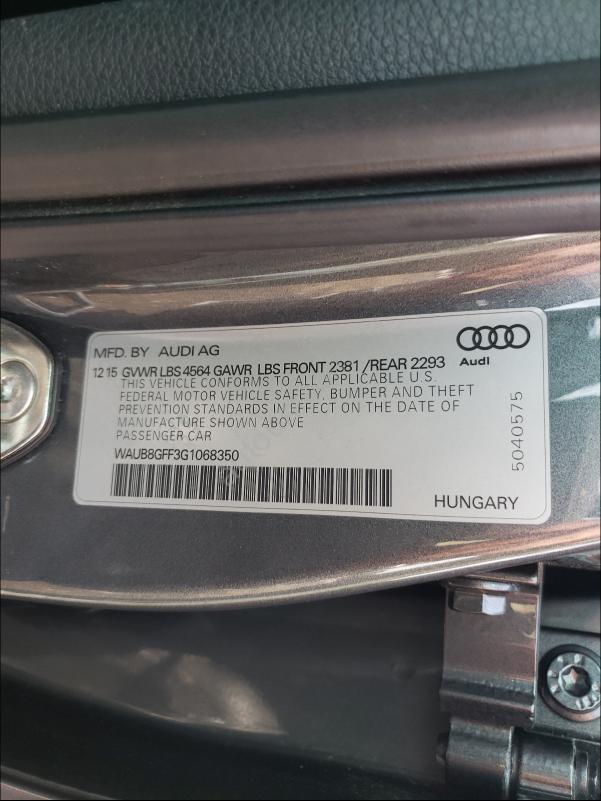 MFD. BY AUDI AG
12 15 GVWR LBS 4564 GAWR LBS FRONT 2381 /REAR 2293
Audi
THIS VEHICLE CONFORMS TO ALL APPLICABLE U.S.
FEDERAL MOTOR VEHICLE SAFETY, BUMPER AND THEFT
PREVENTION STANDARDS IN EFFECT ON THE DATE OF
MANUFACTURE SHOWN ABOVE
PASSENGER CAR
WAUB8GFF3G1068350
5040575
HUNGARY